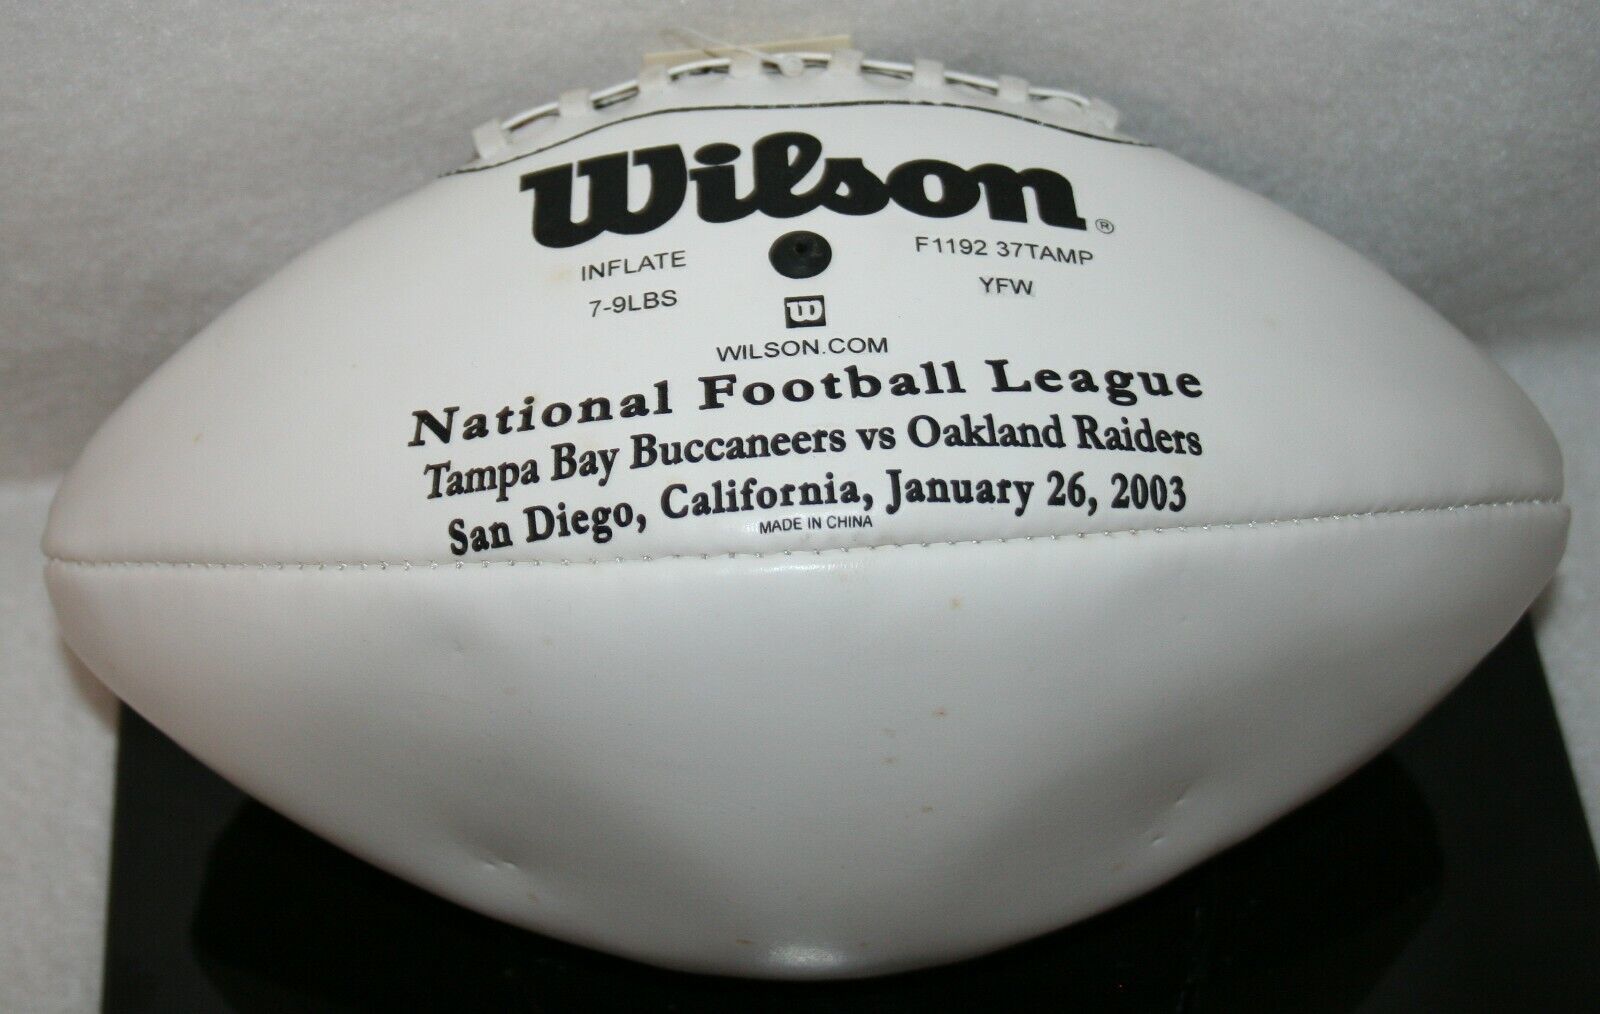 Wilson®
INFLATE
7-9LBS
F1192 37TAMP
YFW
W
WILSON.COM
National Football League
Tampa Bay Buccaneers vs Oakland Raiders
San Diego, California, January 26, 2003
MADE IN CHINA